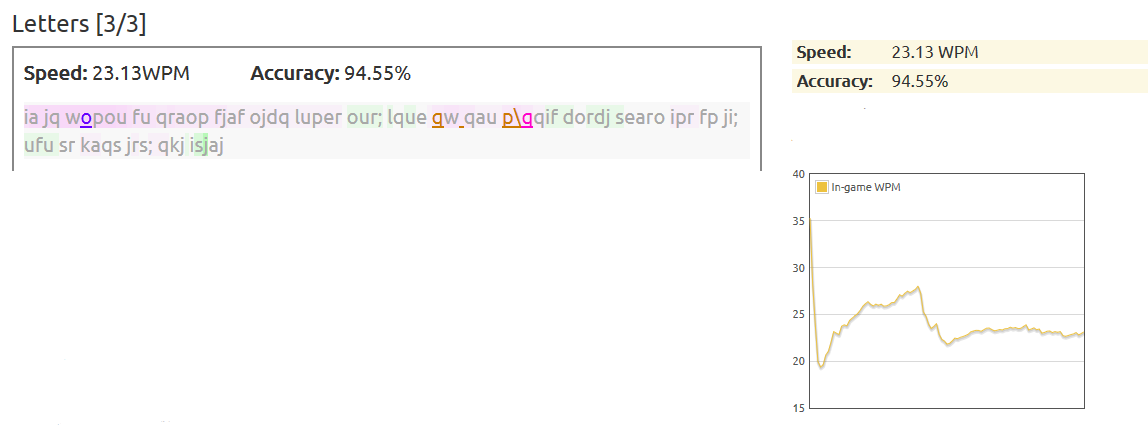 Letters [3/3]
Speed: 23.13WPM Accuracy: 94.55%
ia jq wopou fu qraop fjaf ojdq luper our; lque qw qau p\qqif dordj searo ipr fp ji;
ufu sr kaqs jrs; qkj isjaj
Speed: 23.13 WPM
Accuracy: 94.55%
40
In-game WPM
35
30
25
20
15